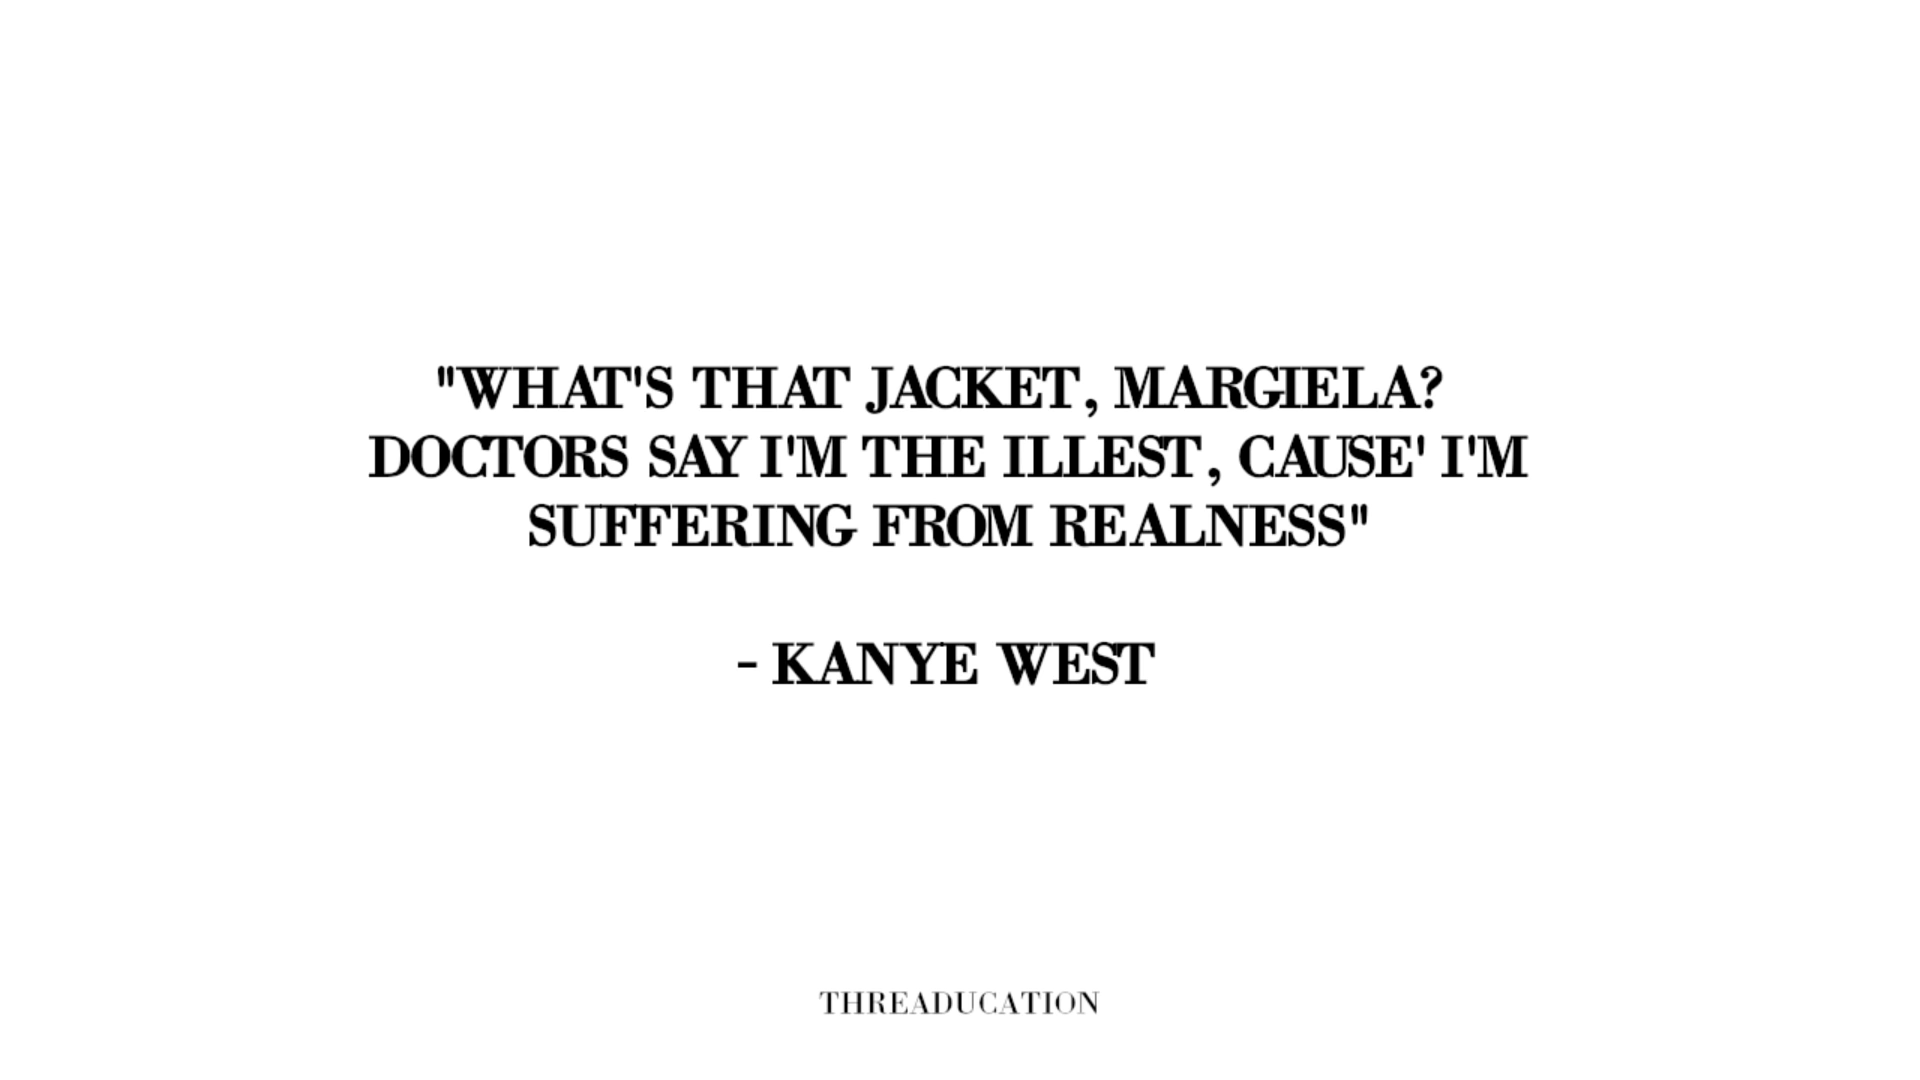 "WHAT'S THAT JACKET, MARGIELA?
DOCTORS SAY I'M THE ILLEST, CAUSE' I'M
SUFFERING FROM REALNESS"
- KANYE WEST
THREADUCATION